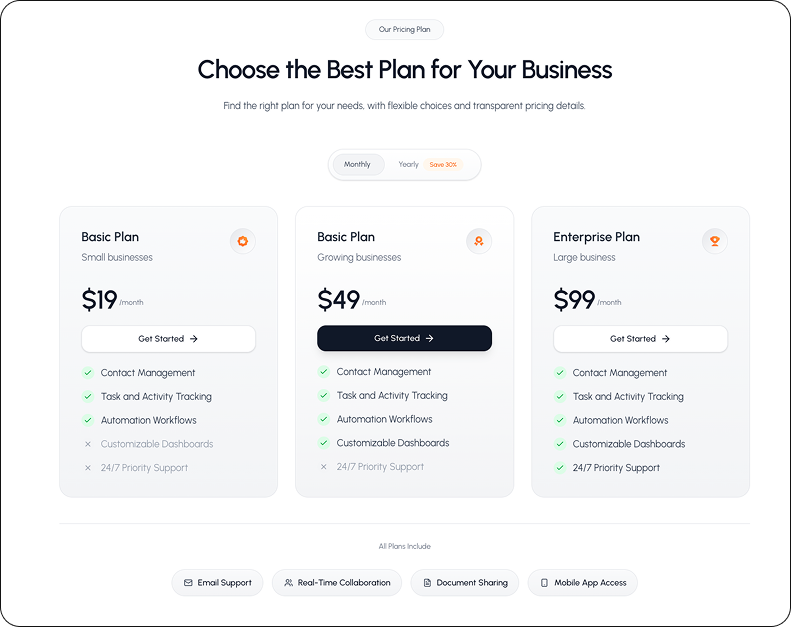 Our Pricing Plan
Choose the Best Plan for Your Business
Find the right plan for your needs, with flexible choices and transparent pricing details.
Monthly
Yearly
Save 30%
Basic Plan
Small businesses
$19 /month
Get Started
Contact Management
Task and Activity Tracking
Automation Workflows
Customizable Dashboards
24/7 Priority Support
Basic Plan
Growing businesses
$49 /month
Get Started
Contact Management
Task and Activity Tracking
Automation Workflows
Customizable Dashboards
24/7 Priority Support
Enterprise Plan
Large business
$99 /month
Get Started
Contact Management
Task and Activity Tracking
Automation Workflows
Customizable Dashboards
24/7 Priority Support
All Plans Include
Email Support
Real-Time Collaboration
Document Sharing
Mobile App Access